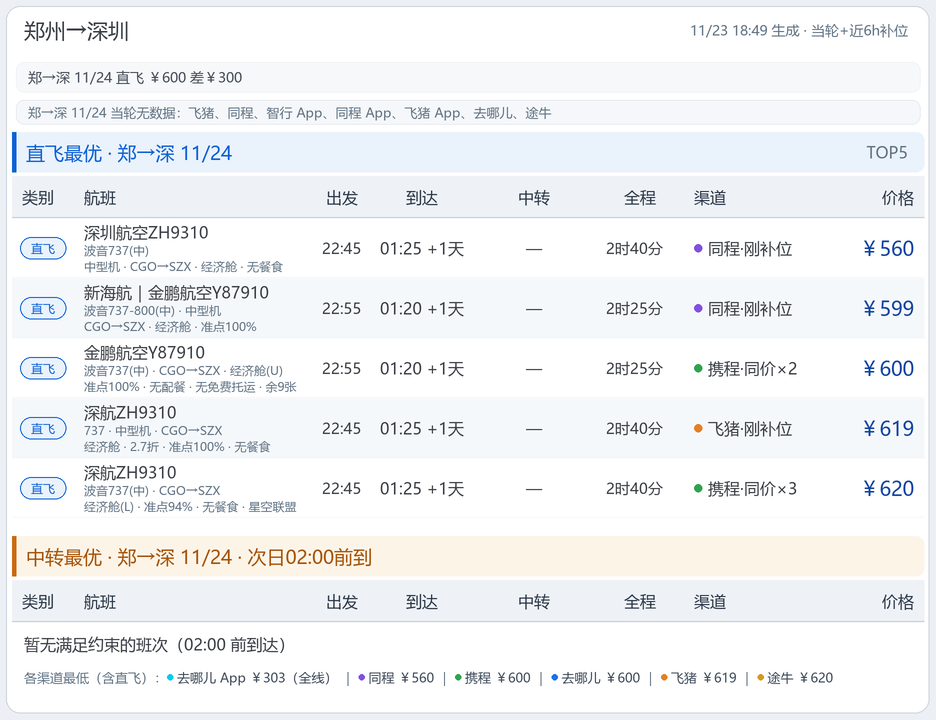 郑州→深圳
11/23 18:49 生成 · 当轮+近6h补位
郑→深 11/24 直飞 ￥600 差￥300
郑→深 11/24 当轮无数据：飞猪、同程、智行 App、同程 App、飞猪 App、去哪儿、途牛
直飞最优 · 郑→深 11/24 TOP5
类别 航班 出发 到达 中转 全程 渠道 价格
深圳航空ZH9310
波音737(中)
中型机 · CGO→SZX · 经济舱 · 无餐食
直飞 22:45 01:25 +1天 — 2时40分 同程·刚补位 ￥560
新海航｜金鹏航空Y87910
波音737-800(中) · 中型机
CGO→SZX · 经济舱 · 准点100%
直飞 22:55 01:20 +1天 — 2时25分 同程·刚补位 ￥599
金鹏航空Y87910
波音737(中) · CGO→SZX · 经济舱(U)
准点100% · 无配餐 · 无免费托运 · 余9张
直飞 22:55 01:20 +1天 — 2时25分 携程·同价×2 ￥600
深航ZH9310
737 · 中型机 · CGO→SZX
经济舱 · 2.7折 · 准点100% · 无餐食
直飞 22:45 01:25 +1天 — 2时40分 飞猪·刚补位 ￥619
深航ZH9310
波音737(中) · CGO→SZX
经济舱(L) · 准点94% · 无餐食 · 星空联盟
直飞 22:45 01:25 +1天 — 2时40分 携程·同价×3 ￥620
中转最优 · 郑→深 11/24 · 次日02:00前到
类别 航班 出发 到达 中转 全程 渠道 价格
暂无满足约束的班次（02:00 前到达）
各渠道最低（含直飞）: 去哪儿 App ￥303（全线） | 同程 ￥560 | 携程 ￥600 | 去哪儿 ￥600 | 飞猪 ￥619 | 途牛 ￥620